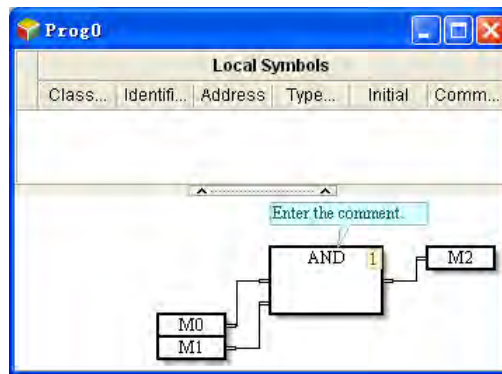 Prog0
Local Symbols
Class... Identifi... Address Type... Initial Comm...
Enter the comment.
AND 1
M2
M0
M1